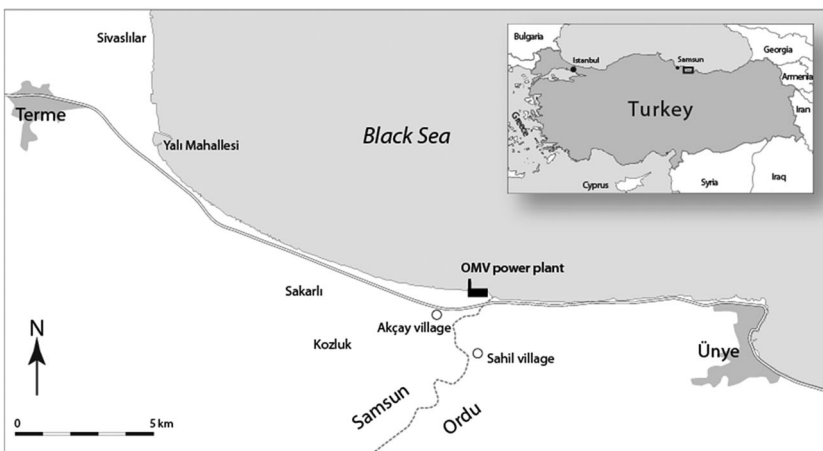 Sivaslılar
Terme
Yalı Mahallesi
Black Sea
OMV power plant
Sakarlı
Akçay village
Kozluk
Sahil village
Ünye
Samsun
Ordu
N
0
5 km
Bulgaria
Istanbul
Samsun
Georgia
Armenia
Turkey
Iran
Greece
Cyprus
Syria
Iraq